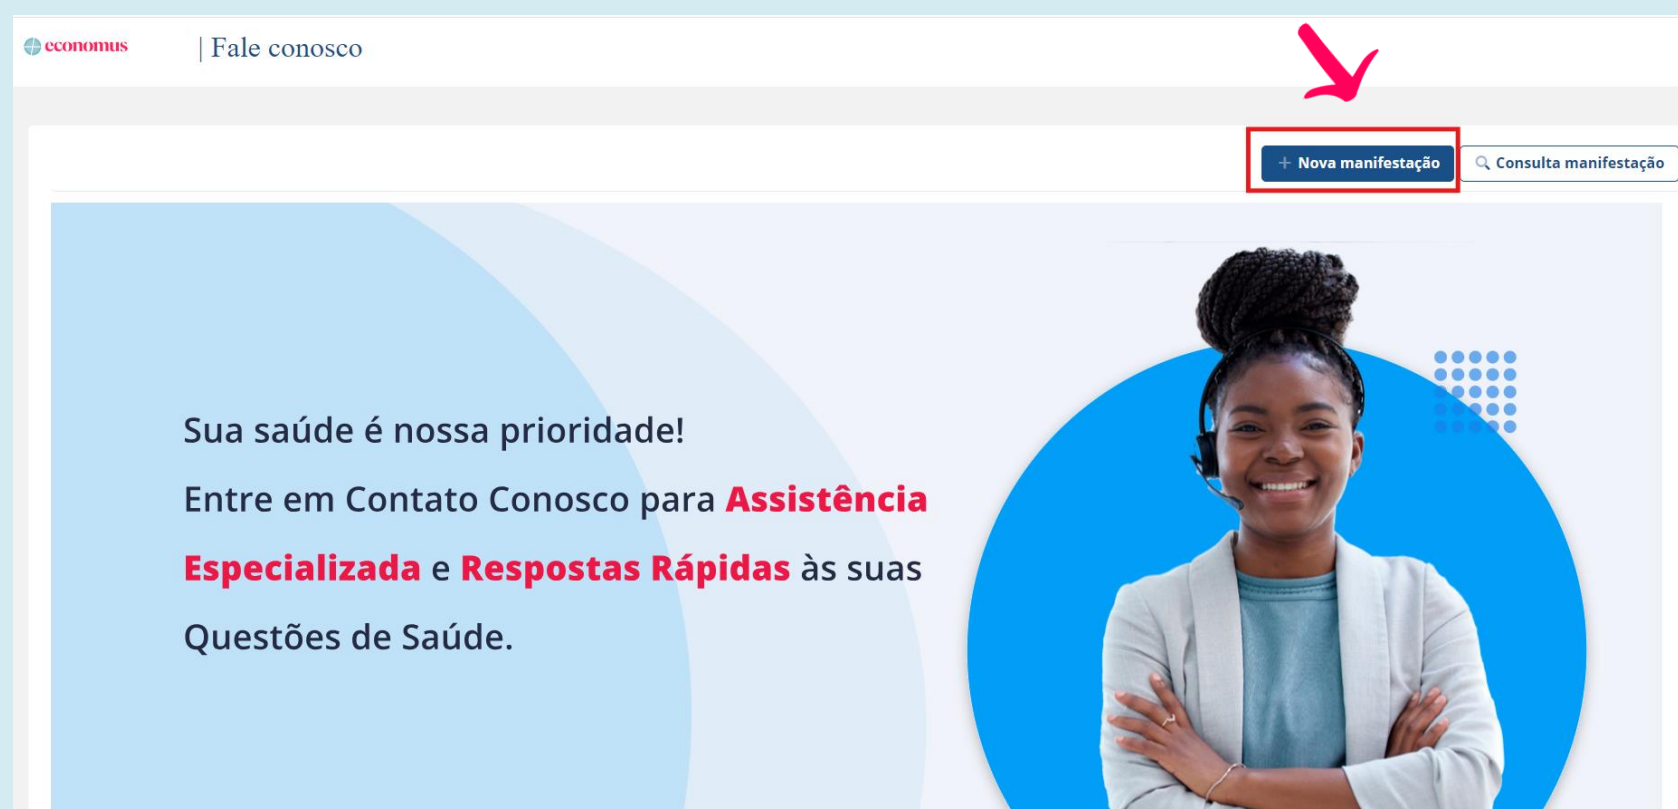 economus
| Fale conosco
+ Nova manifestação
Consulta manifestação
Sua saúde é nossa prioridade!
Entre em Contato Conosco para Assistência
Especializada e Respostas Rápidas às suas
Questões de Saúde.